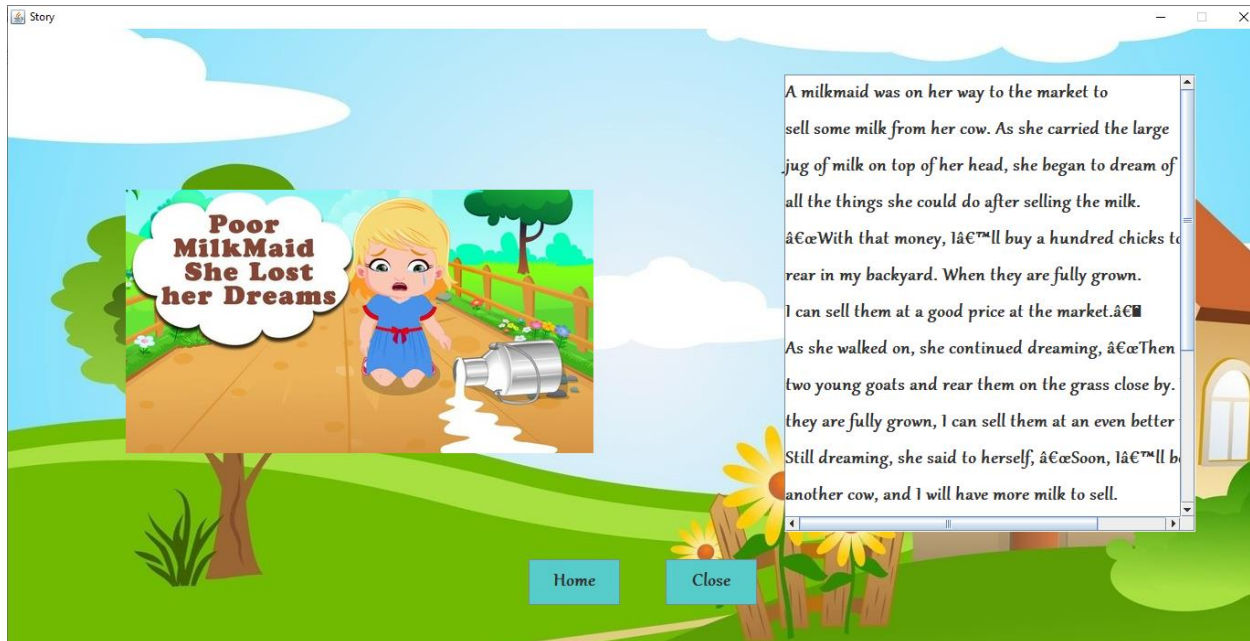 Story
Poor
MilkMaid
She Lost
her Dreams
A milkmaid was on her way to the market to
sell some milk from her cow. As she carried the large
jug of milk on top of her head, she began to dream of
all the things she could do after selling the milk.
â€œWith that money, Iâ€™ll buy a hundred chicks to
rear in my backyard. When they are fully grown.
I can sell them at a good price at the market.â€
As she walked on, she continued dreaming, â€œThen
two young goats and rear them on the grass close by.
they are fully grown, I can sell them at an even better
Still dreaming, she said to herself, â€œSoon, Iâ€™ll
another cow, and I will have more milk to sell.
Home Close